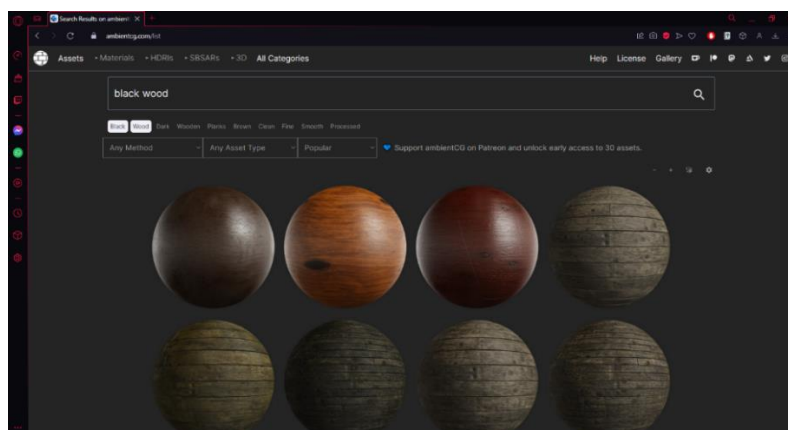 Search Results on ambient
ambientcg.com/list
Assets • Materials • HDRIs • SBSARs • 3D All Categories Help License Gallery
black wood
Black Wood Dark Wooden Planks Brown Clean Fine Smooth Processed
Any Method Any Asset Type Popular Support ambientCG on Patreon and unlock early access to 30 assets.